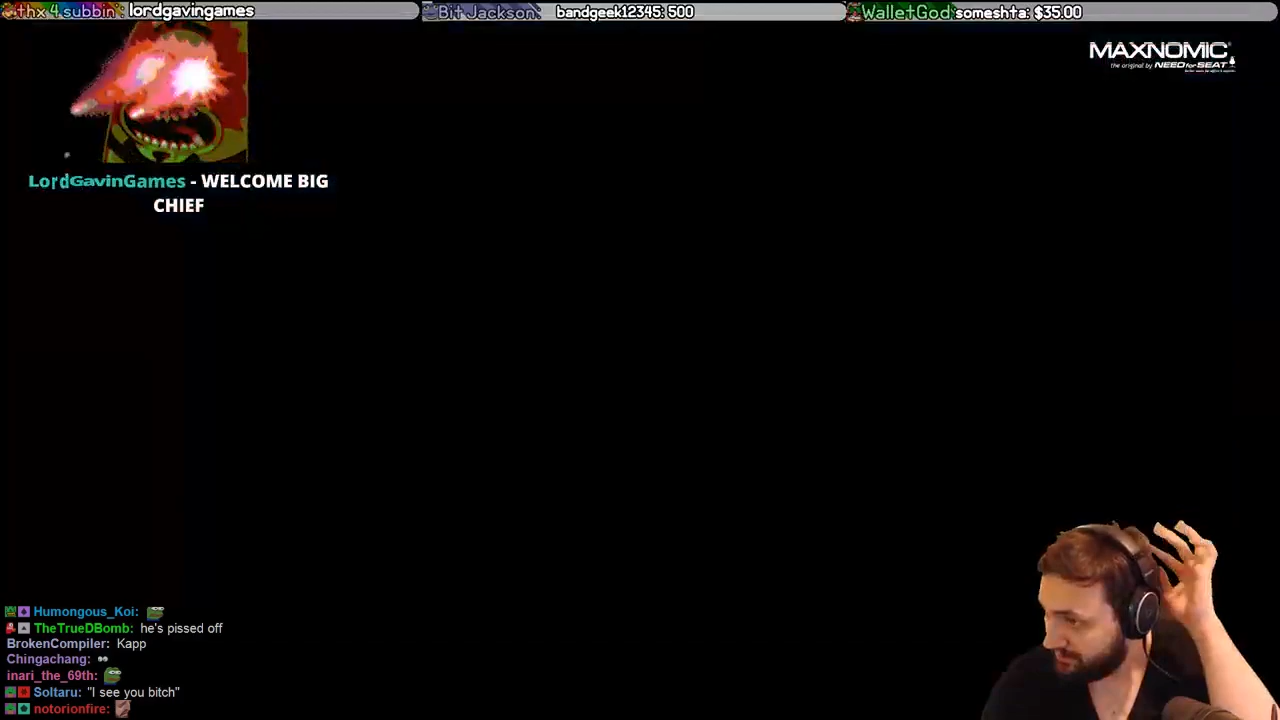 thx 4 subbin': lordgavingames
Bit Jackson: bandgeek12345: 500
WalletGod: someshta: $35.00
MAXNOMIC
the original by NEED for SEAT
LordGavinGames - WELCOME BIG
CHIEF
Humongous_Koi:
TheTrueDBomb: he's pissed off
BrokenCompiler: Kapp
Chingachang:
inari_the_69th:
Soltaru: "I see you bitch"
notorionfire: